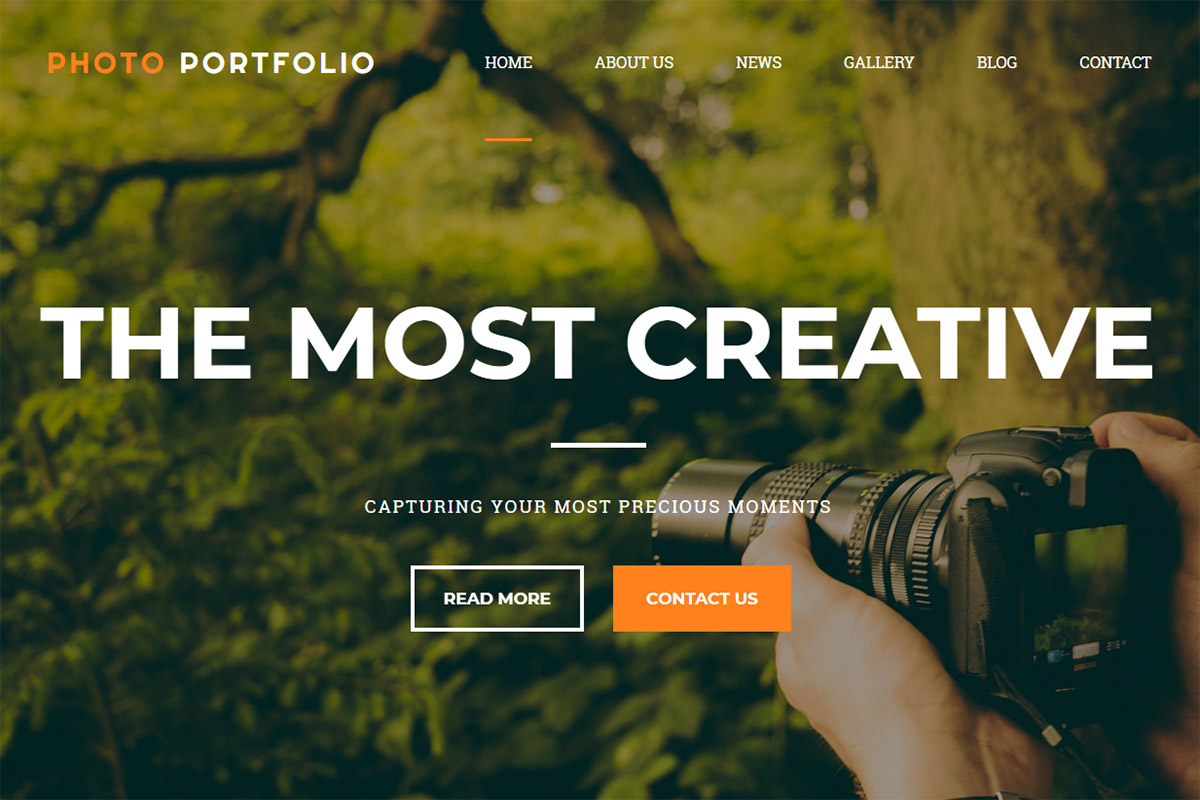 PHOTO PORTFOLIO
HOME ABOUT US NEWS GALLERY BLOG CONTACT
THE MOST CREATIVE
CAPTURING YOUR MOST PRECIOUS MOMENTS
READ MORE CONTACT US